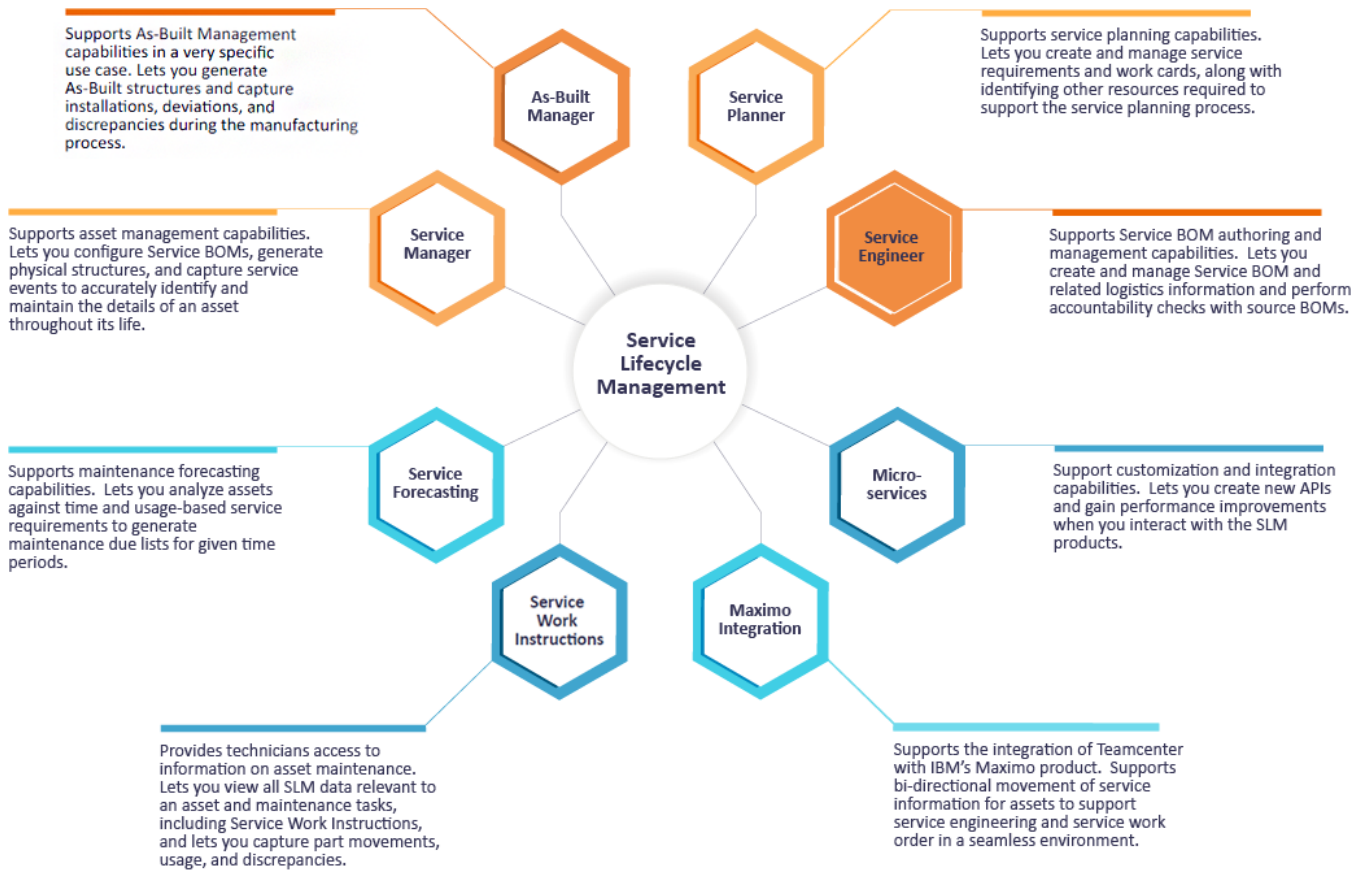 Supports As-Built Management
capabilities in a very specific
use case. Lets you generate
As-Built structures and capture
installations, deviations, and
discrepancies during the manufacturing
process.
As-Built
Manager
Service
Planner
Supports service planning capabilities.
Lets you create and manage service
requirements and work cards, along with
identifying other resources required to
support the service planning process.
Supports asset management capabilities.
Lets you configure Service BOMs, generate
physical structures, and capture service
events to accurately identify and
maintain the details of an asset
throughout its life.
Service
Manager
Service
Engineer
Supports Service BOM authoring and
management capabilities.  Lets you
create and manage Service BOM and
related logistics information and perform
accountability checks with source BOMs.
Service
Lifecycle
Management
Supports maintenance forecasting
capabilities.  Lets you analyze assets
against time and usage-based service
requirements to generate
maintenance due lists for given time
periods.
Service
Forecasting
Micro-
services
Support customization and integration
capabilities.  Lets you create new APIs
and gain performance improvements
when you interact with the SLM
products.
Service
Work
Instructions
Maximo
Integration
Provides technicians access to
information on asset maintenance.
Lets you view all SLM data relevant to
an asset and maintenance tasks,
including Service Work Instructions,
and lets you capture part movements,
usage, and discrepancies.
Supports the integration of Teamcenter
with IBM's Maximo product.  Supports
bi-directional movement of service
information for assets to support
service engineering and service work
order in a seamless environment.